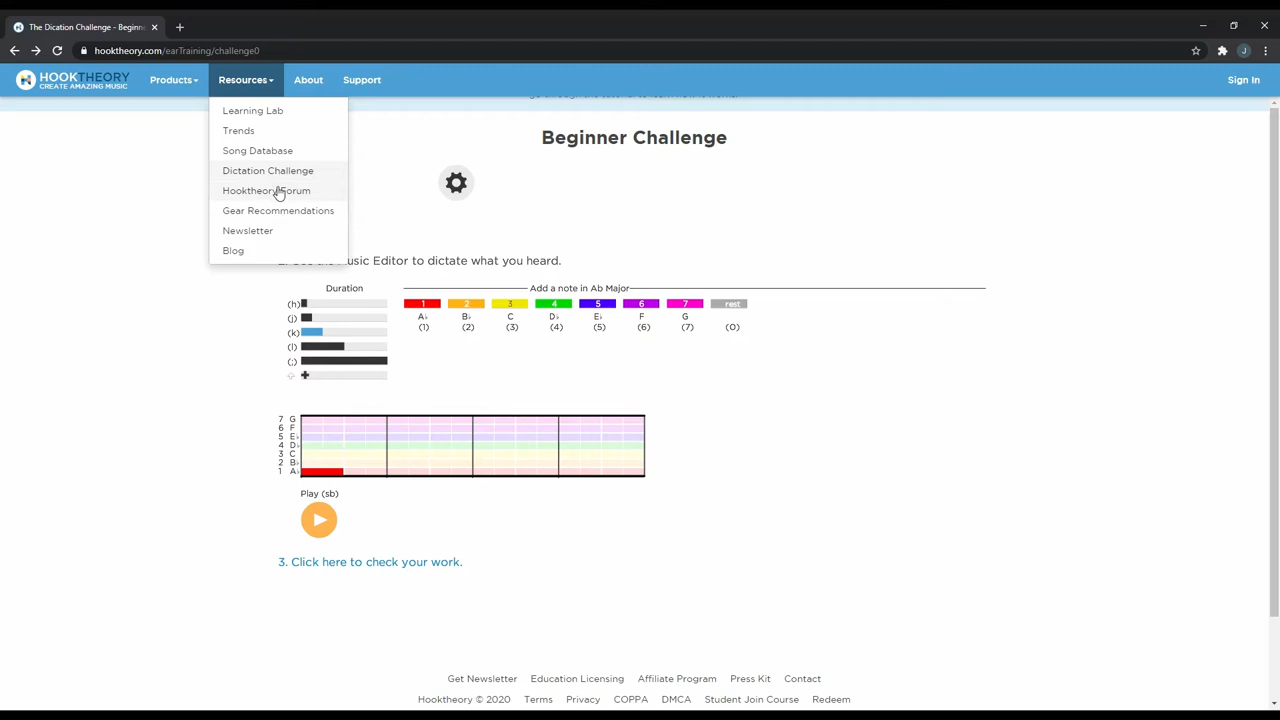 The Dication Challenge - Beginn
hooktheory.com/earTraining/challenge0
J
HOOKTHEORY
CREATE AMAZING MUSIC
Products
Resources
About
Support
Sign In
Learning Lab
Trends
Song Database
Dictation Challenge
Hooktheory Forum
Gear Recommendations
Newsletter
Blog
Beginner Challenge
Music Editor to dictate what you heard.
Duration
Add a note in Ab Major
(h)
(j)
(k)
(l)
(;)
1 2 3 4 5 6 7 rest
A♭ B♭ C D♭ E♭ F G
(1) (2) (3) (4) (5) (6) (7) (0)
7 G
6 F
5 E♭
4 D♭
3 C
2 B♭
1 A♭
Play (sb)
3. Click here to check your work.
Get Newsletter Education Licensing Affiliate Program Press Kit Contact
Hooktheory © 2020 Terms Privacy COPPA DMCA Student Join Course Redeem